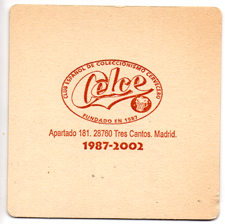 CLUB ESPAÑOL DE COLECCIONISMO CERVECERO
Celce
FUNDADO EN 1987
Apartado 181. 28760 Tres Cantos. Madrid.
1987-2002